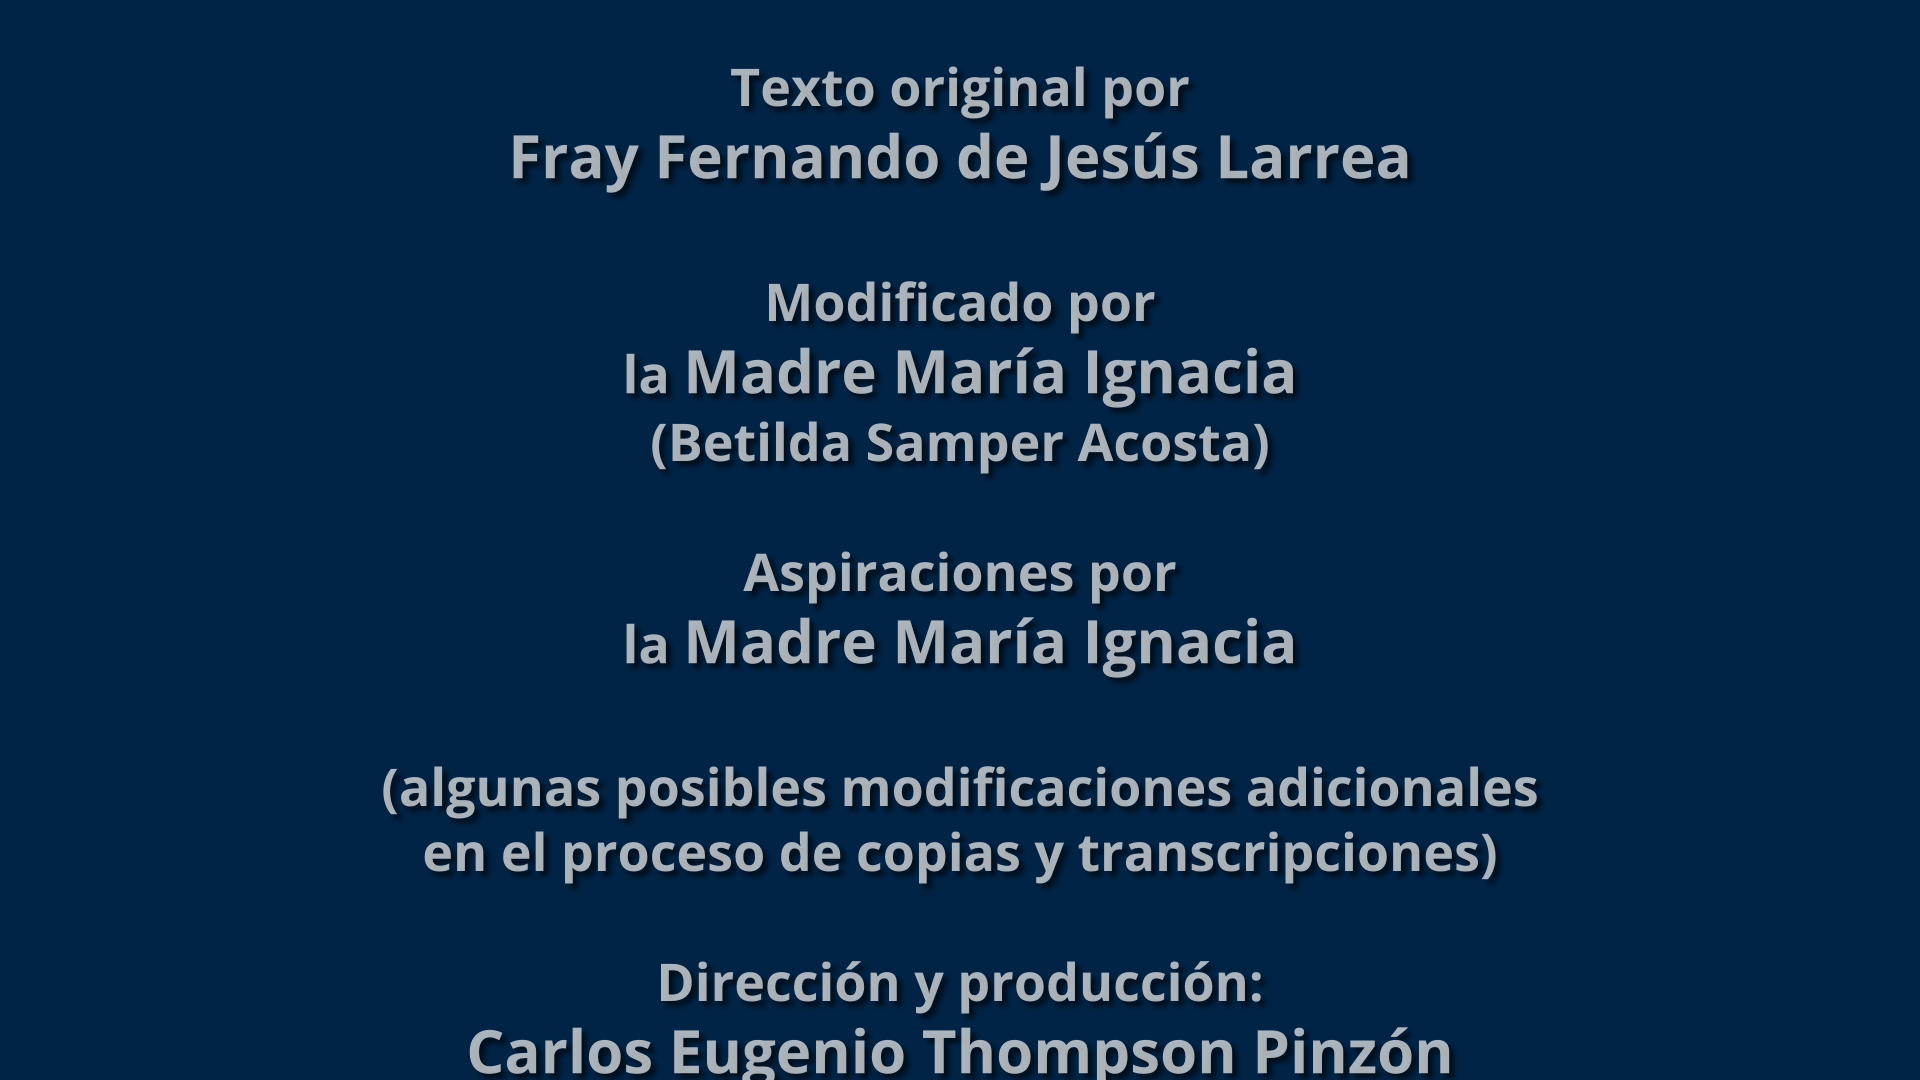 Texto original por
Fray Fernando de Jesús Larrea
Modificado por
la Madre María Ignacia
(Betilda Samper Acosta)
Aspiraciones por
la Madre María Ignacia
(algunas posibles modificaciones adicionales
en el proceso de copias y transcripciones)
Dirección y producción:
Carlos Eugenio Thompson Pinzón